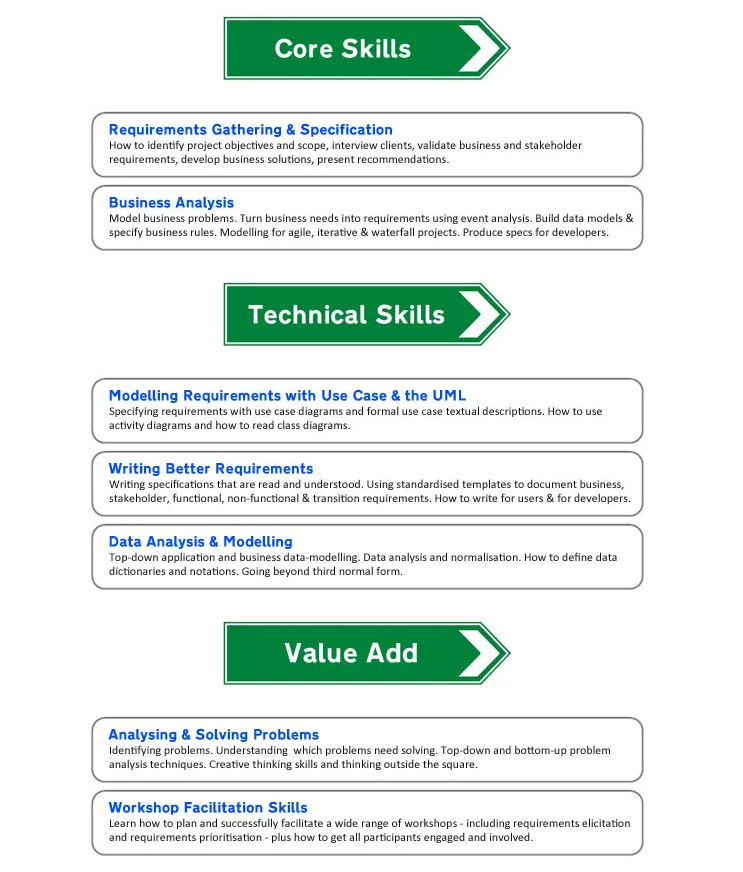 Core Skills
Requirements Gathering & Specification
How to identify project objectives and scope, interview clients, validate business and stakeholder
requirements, develop business solutions, present recommendations.
Business Analysis
Model business problems. Turn business needs into requirements using event analysis. Build data models &
specify business rules. Modelling for agile, iterative & waterfall projects. Produce specs for developers.
Technical Skills
Modelling Requirements with Use Case & the UML
Specifying requirements with use case diagrams and formal use case textual descriptions. How to use
activity diagrams and how to read class diagrams.
Writing Better Requirements
Writing specifications that are read and understood. Using standardised templates to document business,
stakeholder, functional, non-functional & transition requirements. How to write for users & for developers.
Data Analysis & Modelling
Top-down application and business data-modelling. Data analysis and normalisation. How to define data
dictionaries and notations. Going beyond third normal form.
Value Add
Analysing & Solving Problems
Identifying problems. Understanding which problems need solving. Top-down and bottom-up problem
analysis techniques. Creative thinking skills and thinking outside the square.
Workshop Facilitation Skills
Learn how to plan and successfully facilitate a wide range of workshops - including requirements elicitation
and requirements prioritisation - plus how to get all participants engaged and involved.